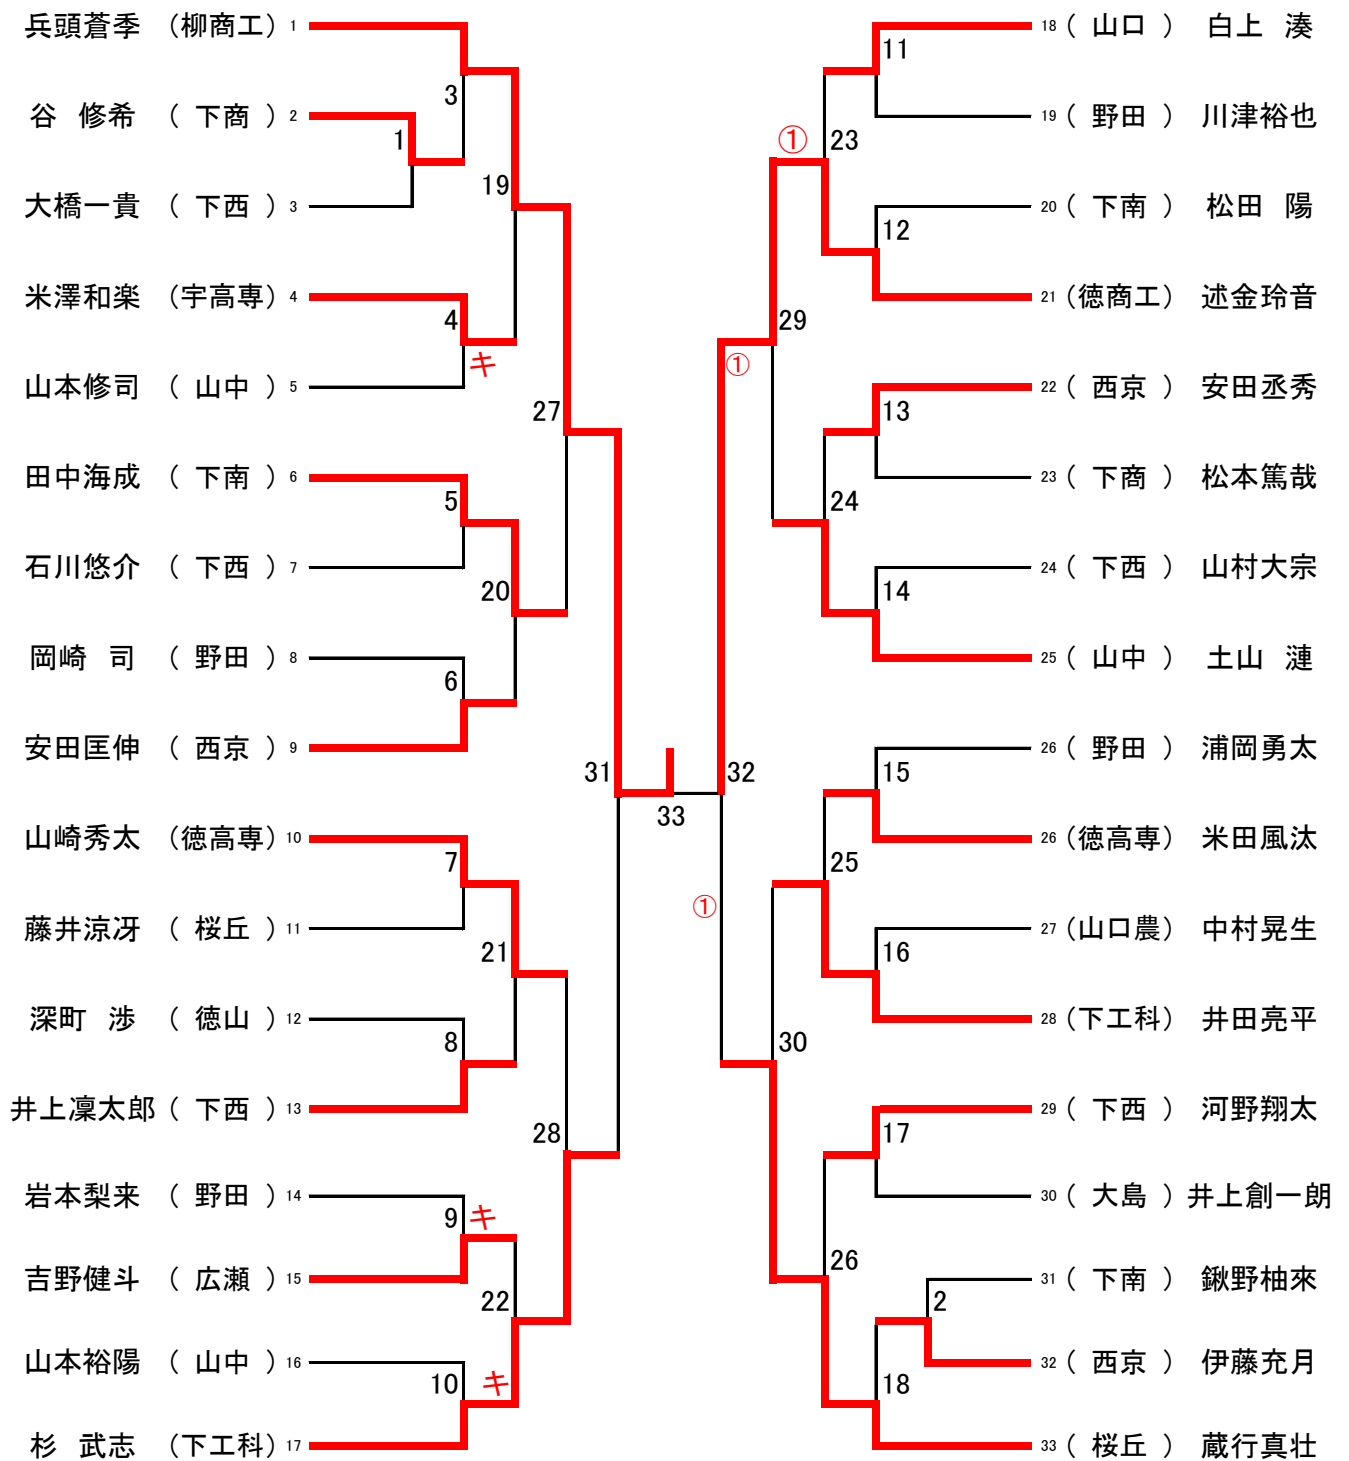 兵頭蒼季 (柳商工) 1
谷 修希 ( 下商 ) 2
大橋一貴 ( 下西 ) 3
米澤和楽 (宇高専) 4
山本修司 ( 山中 ) 5
田中海成 ( 下南 ) 6
石川悠介 ( 下西 ) 7
岡崎 司 ( 野田 ) 8
安田匡伸 ( 西京 ) 9
山崎秀太 (徳高専) 10
藤井涼冴 ( 桜丘 ) 11
深町 渉 ( 徳山 ) 12
井上凜太郎 ( 下西 ) 13
岩本梨来 ( 野田 ) 14
吉野健斗 ( 広瀬 ) 15
山本裕陽 ( 山中 ) 16
杉 武志 (下工科) 17
3
1
19
4
キ
27
5
20
6
31
7
21
8
28
9
キ
22
10
キ
33
11
①
23
12
29
①
13
24
14
32
15
25
①
16
30
17
26
2
18
18 ( 山口 ) 白上 湊
19 ( 野田 ) 川津裕也
20 ( 下南 ) 松田 陽
21 (徳商工) 述金玲音
22 ( 西京 ) 安田丞秀
23 ( 下商 ) 松本篤哉
24 ( 下西 ) 山村大宗
25 ( 山中 ) 土山 漣
26 ( 野田 ) 浦岡勇太
26 (徳高専) 米田風汰
27 (山口農) 中村晃生
28 (下工科) 井田亮平
29 ( 下西 ) 河野翔太
30 ( 大島 ) 井上創一朗
31 ( 下南 ) 鍬野柚來
32 ( 西京 ) 伊藤充月
33 ( 桜丘 ) 蔵行真壮